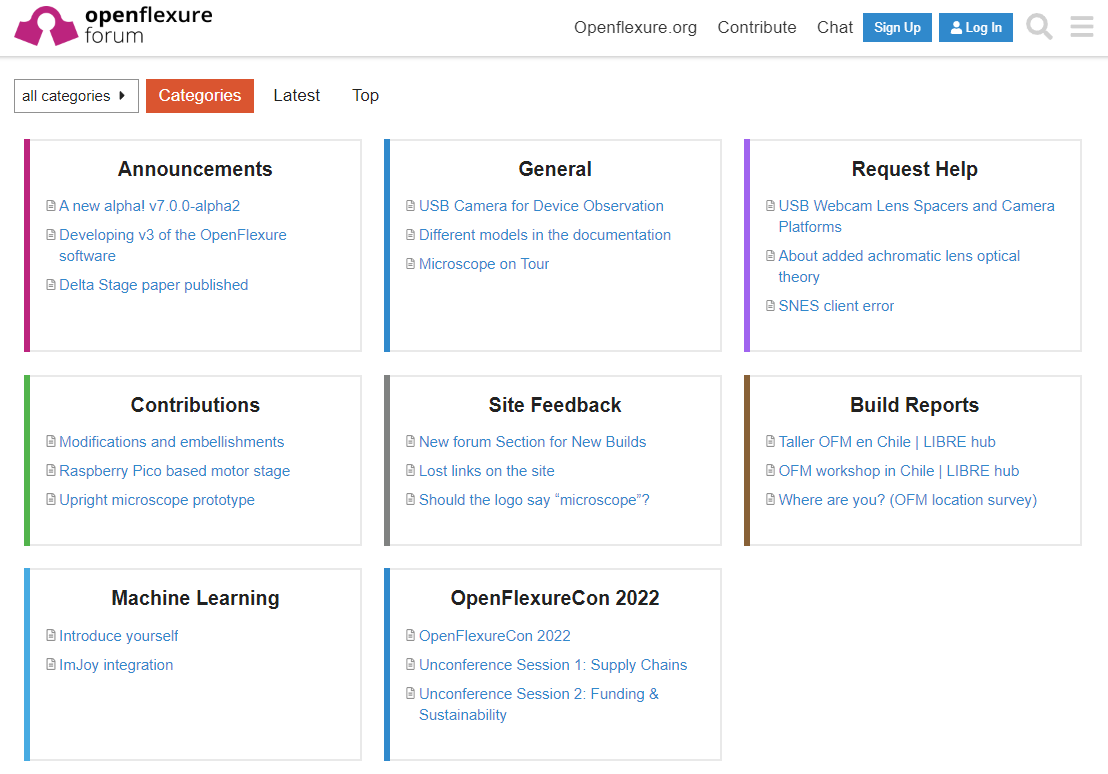 openflexure
forum
Openflexure.org Contribute Chat Sign Up Log In
all categories Categories Latest Top
Announcements
A new alpha! v7.0.0-alpha2
Developing v3 of the OpenFlexure
software
Delta Stage paper published
General
USB Camera for Device Observation
Different models in the documentation
Microscope on Tour
Request Help
USB Webcam Lens Spacers and Camera
Platforms
About added achromatic lens optical
theory
SNES client error
Contributions
Modifications and embellishments
Raspberry Pico based motor stage
Upright microscope prototype
Site Feedback
New forum Section for New Builds
Lost links on the site
Should the logo say “microscope”?
Build Reports
Taller OFM en Chile | LIBRE hub
OFM workshop in Chile | LIBRE hub
Where are you? (OFM location survey)
Machine Learning
Introduce yourself
ImJoy integration
OpenFlexureCon 2022
OpenFlexureCon 2022
Unconference Session 1: Supply Chains
Unconference Session 2: Funding &
Sustainability